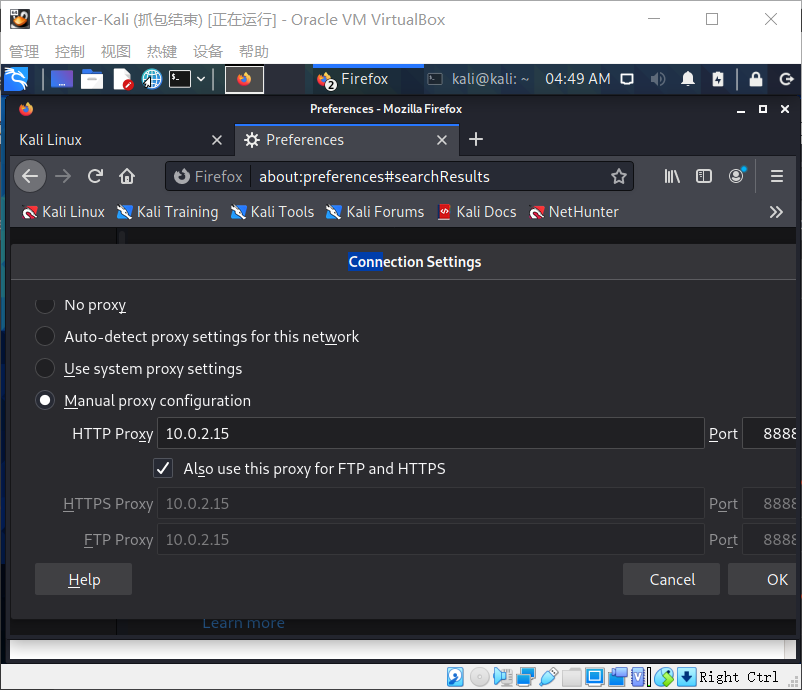 Attacker-Kali (抓包结束) [正在运行] - Oracle VM VirtualBox
管理 控制 视图 热键 设备 帮助
2 Firefox kali@kali: ~ 04:49 AM
Preferences - Mozilla Firefox
Kali Linux Preferences
Firefox about:preferences#searchResults
Kali Linux Kali Training Kali Tools Kali Forums Kali Docs NetHunter
Connection Settings
No proxy
Auto-detect proxy settings for this network
Use system proxy settings
Manual proxy configuration
HTTP Proxy 10.0.2.15 Port 8888
Also use this proxy for FTP and HTTPS
HTTPS Proxy 10.0.2.15 Port 8888
FTP Proxy 10.0.2.15 Port 8888
Help Cancel OK
Learn more
Right Ctrl